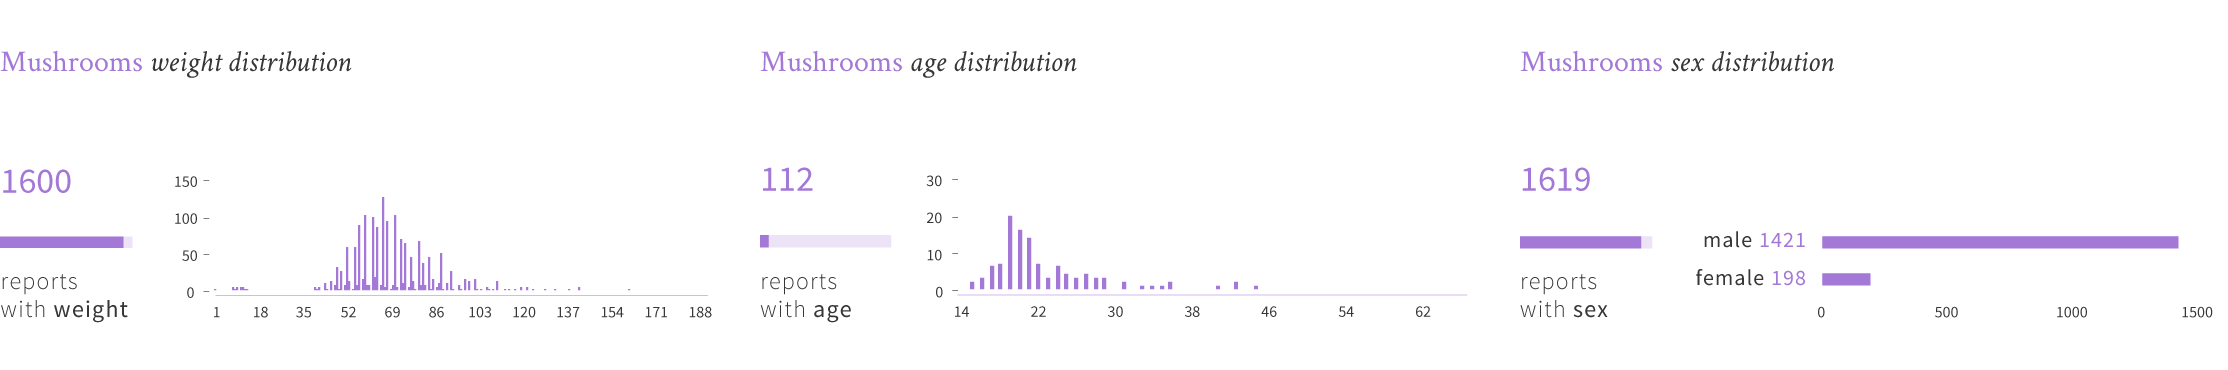 Mushrooms weight distribution
1600
reports
with weight
150
100
50
0
1 18 35 52 69 86 103 120 137 154 171 188
Mushrooms age distribution
112
reports
with age
30
20
10
0
14 22 30 38 46 54 62
Mushrooms sex distribution
1619
reports
with sex
male 1421
female 198
0 500 1000 1500